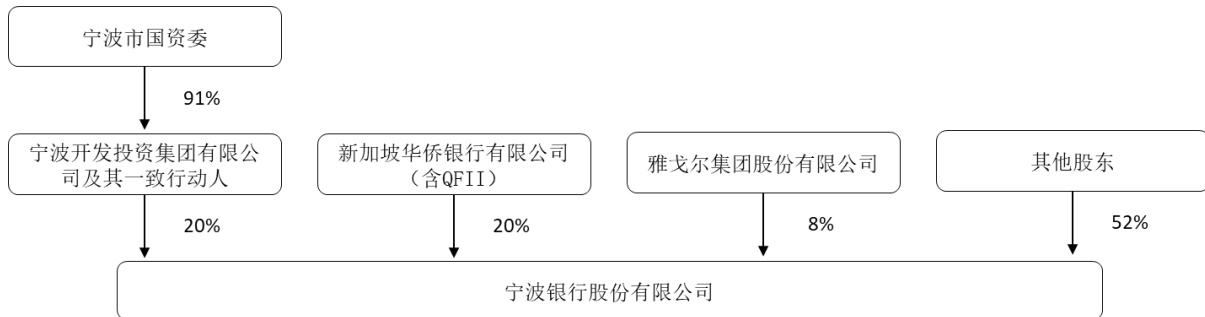 宁波市国资委
91%
宁波开发投资集团有限公
司及其一致行动人
新加坡华侨银行有限公司
（含QFII）
雅戈尔集团股份有限公司
其他股东
20%
20%
8%
52%
宁波银行股份有限公司